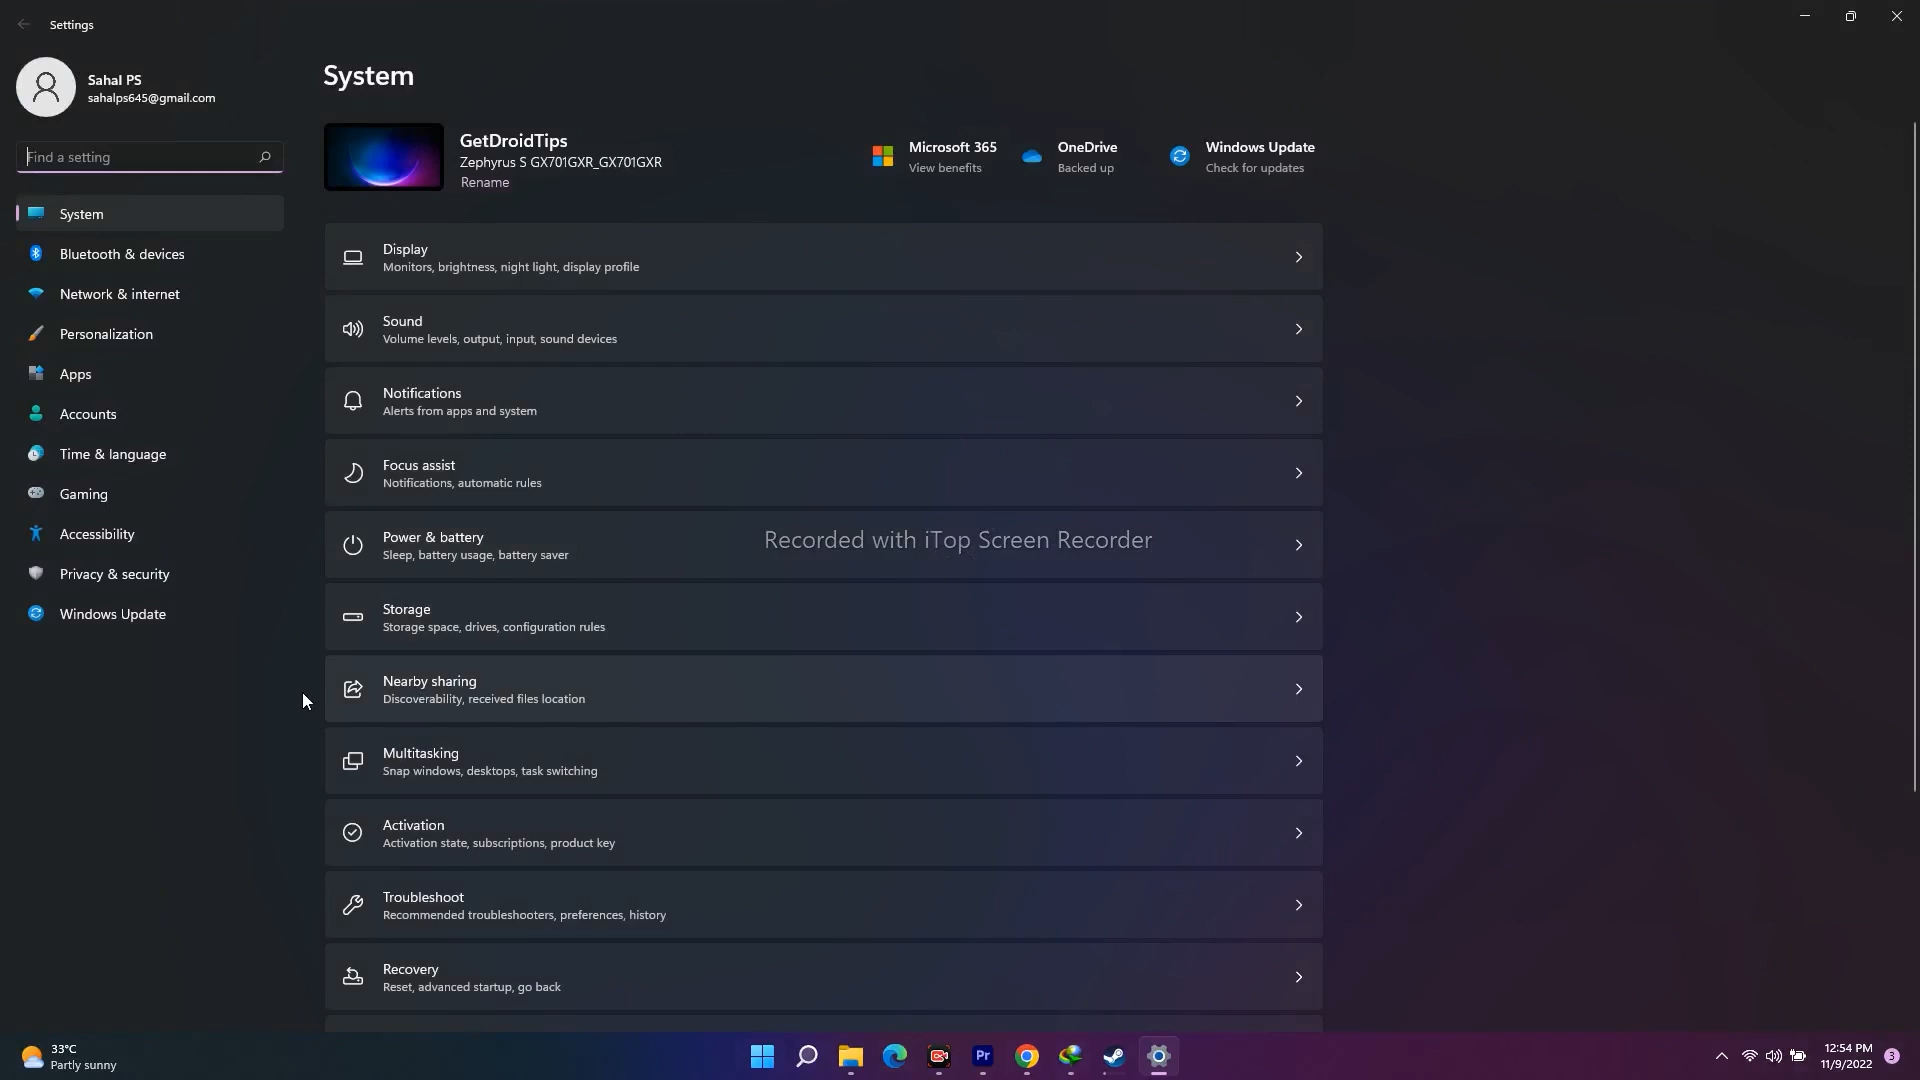 Settings
Sahal PS
sahalps645@gmail.com
Find a setting
System
Bluetooth & devices
Network & internet
Personalization
Apps
Accounts
Time & language
Gaming
Accessibility
Privacy & security
Windows Update
System
GetDroidTips
Zephyrus S GX701GXR_GX701GXR
Rename
Microsoft 365
View benefits
OneDrive
Backed up
Windows Update
Check for updates
Display
Monitors, brightness, night light, display profile
Sound
Volume levels, output, input, sound devices
Notifications
Alerts from apps and system
Focus assist
Notifications, automatic rules
Power & battery
Sleep, battery usage, battery saver
Recorded with iTop Screen Recorder
Storage
Storage space, drives, configuration rules
Nearby sharing
Discoverability, received files location
Multitasking
Snap windows, desktops, task switching
Activation
Activation state, subscriptions, product key
Troubleshoot
Recommended troubleshooters, preferences, history
Recovery
Reset, advanced startup, go back
33°C
Partly sunny
Pr
12:54 PM
11/9/2022
3